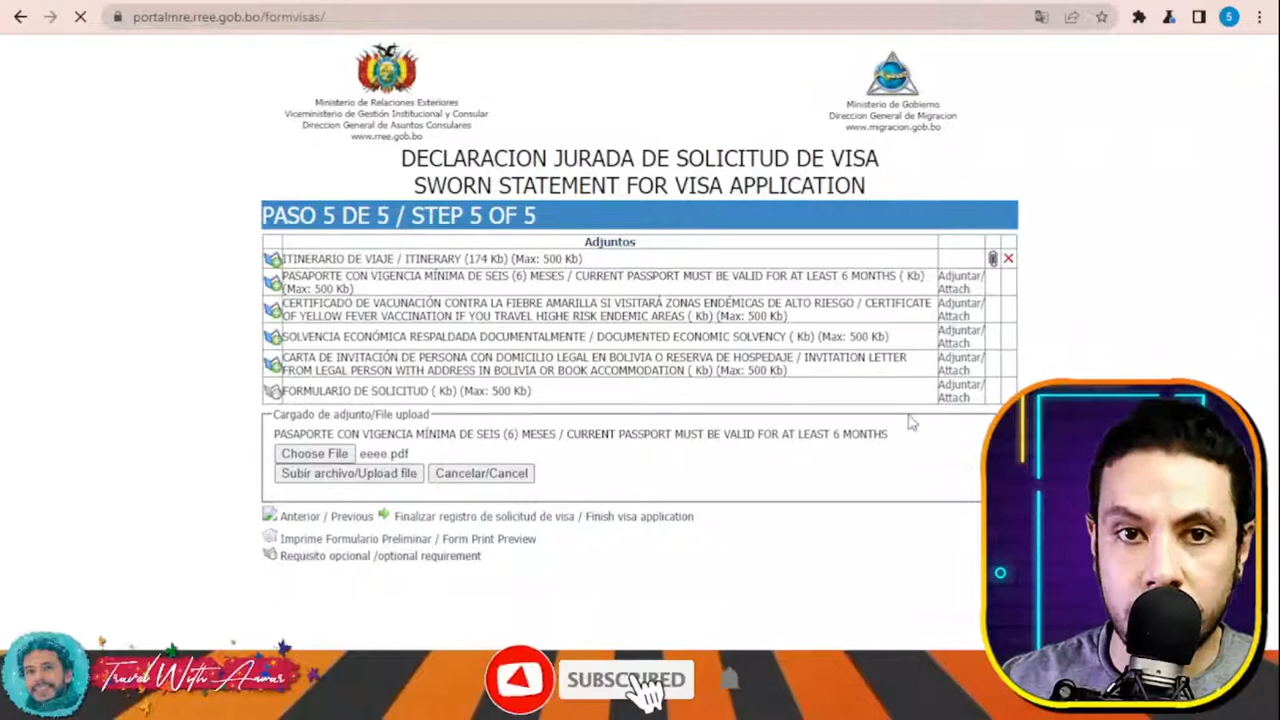 portalmre.rree.gob.bo/formvisas/
5
Ministerio de Relaciones Exteriores
Viceministerio de Gestión Institucional y Consular
Direccion General de Asuntos Consulares
www.rree.gob.bo
Ministerio de Gobierno
Direccion General de Migracion
www.migracion.gob.bo
DECLARACION JURADA DE SOLICITUD DE VISA
SWORN STATEMENT FOR VISA APPLICATION
PASO 5 DE 5 / STEP 5 OF 5
Adjuntos
ITINERARIO DE VIAJE / ITINERARY (174 Kb) (Max: 500 Kb)
PASAPORTE CON VIGENCIA MÍNIMA DE SEIS (6) MESES / CURRENT PASSPORT MUST BE VALID FOR AT LEAST 6 MONTHS ( Kb)
(Max: 500 Kb)
Adjuntar/
Attach
CERTIFICADO DE VACUNACIÓN CONTRA LA FIEBRE AMARILLA SI VISITARÁ ZONAS ENDÉMICAS DE ALTO RIESGO / CERTIFICATE
OF YELLOW FEVER VACCINATION IF YOU TRAVEL HIGHE RISK ENDEMIC AREAS ( Kb) (Max: 500 Kb)
Adjuntar/
Attach
SOLVENCIA ECONÓMICA RESPALDADA DOCUMENTALMENTE / DOCUMENTED ECONOMIC SOLVENCY ( Kb) (Max: 500 Kb)
Adjuntar/
Attach
CARTA DE INVITACIÓN DE PERSONA CON DOMICILIO LEGAL EN BOLIVIA O RESERVA DE HOSPEDAJE / INVITATION LETTER
FROM LEGAL PERSON WITH ADDRESS IN BOLIVIA OR BOOK ACCOMMODATION ( Kb) (Max: 500 Kb)
Adjuntar/
Attach
FORMULARIO DE SOLICITUD ( Kb) (Max: 500 Kb)
Adjuntar/
Attach
Cargado de adjunto/File upload
PASAPORTE CON VIGENCIA MÍNIMA DE SEIS (6) MESES / CURRENT PASSPORT MUST BE VALID FOR AT LEAST 6 MONTHS
Choose File eeee.pdf
Subir archivo/Upload file Cancelar/Cancel
Anterior / Previous Finalizar registro de solicitud de visa / Finish visa application
Imprime Formulario Preliminar / Form Print Preview
Requisito opcional /optional requirement
Travel With Anwar
SUBSCRIBED